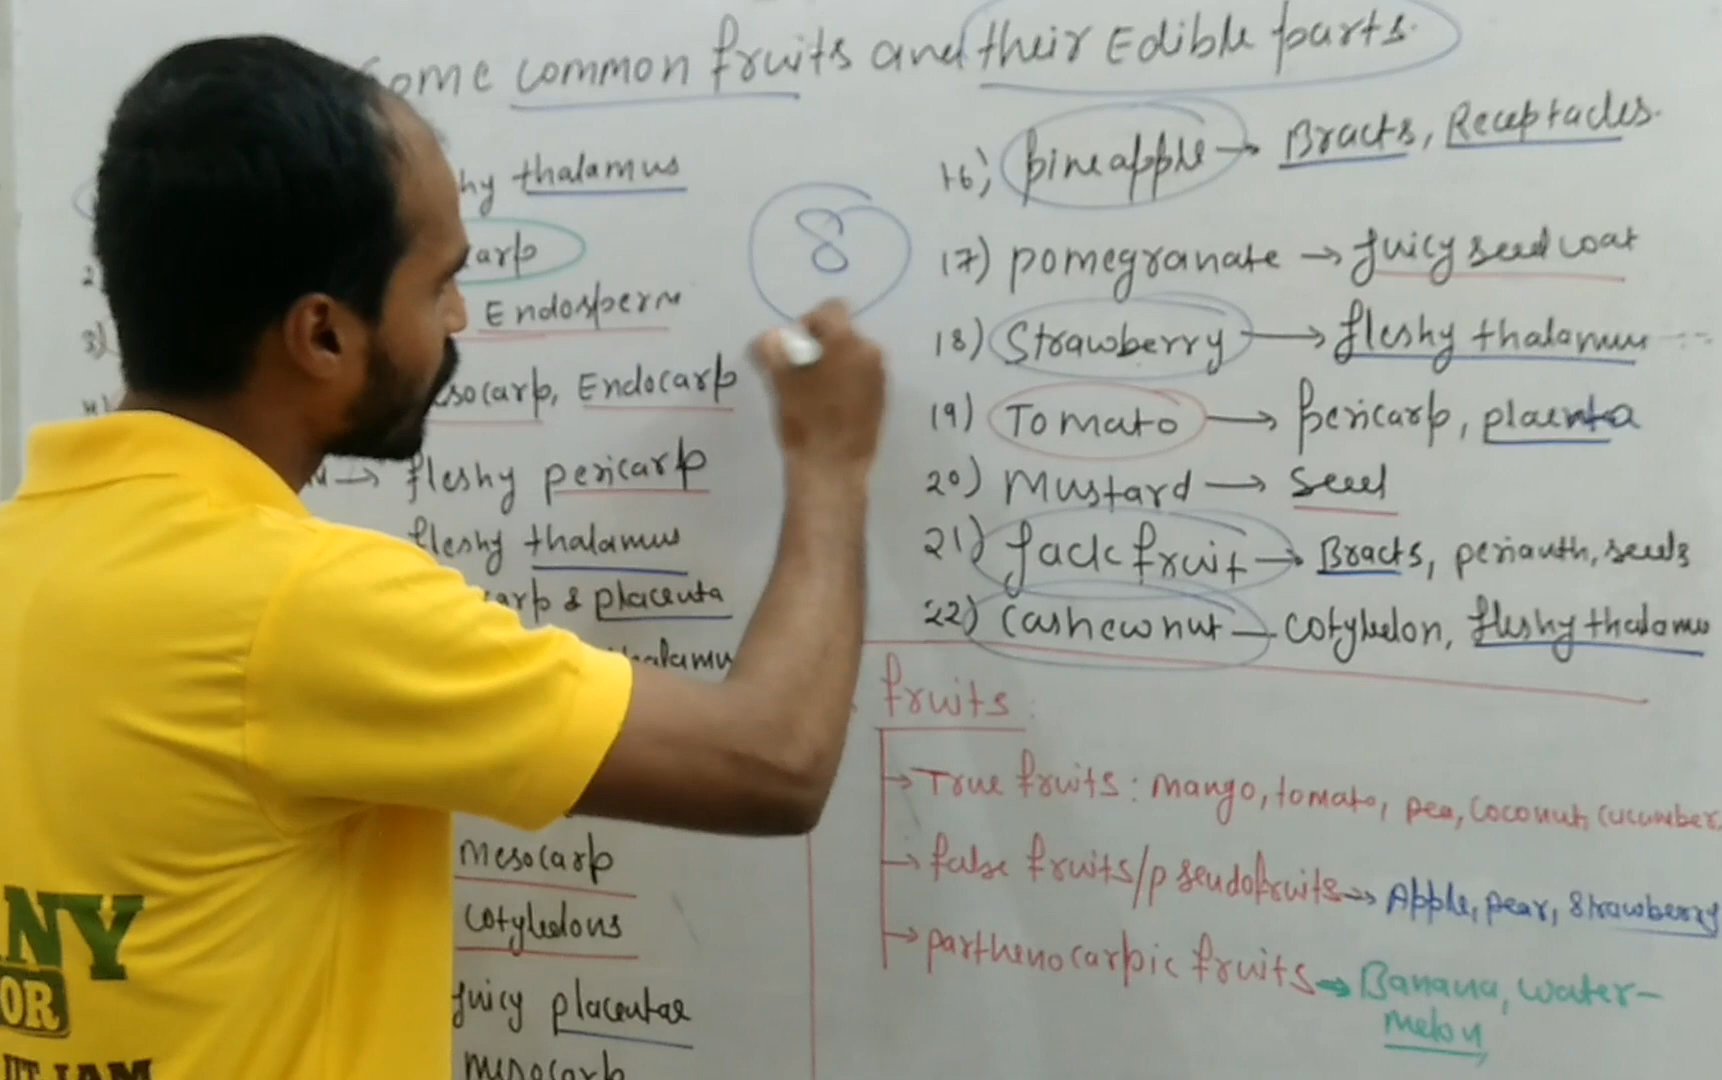 some common fruits and their Edible parts.
hy thalamus
carp
Endosperm
esocarp, Endocarp
→ fleshy pericarp
fleshy thalamus
carp & placenta
thalamu
mesocarp
cotyledons
Juicy placentae
mesocarp
8
16) pineapple → Bracts, Receptacles.
17) pomegranate → Juicy seed coat
18) Strawberry → fleshy thalamus
19) Tomato → pericarp, placenta
20) Mustard → Seed
21) Jack fruit → Bracts, perianth, seeds
22) Cashewnut → cotyledon, fleshy thalamus
fruits
→ True fruits: mango, tomato, pea, coconut, cucumber
→ false fruits/pseudofruits → Apple, pear, Strawberry
→ parthenocarpic fruits → Banana, water-
melon
NY
OR
IIT JAM